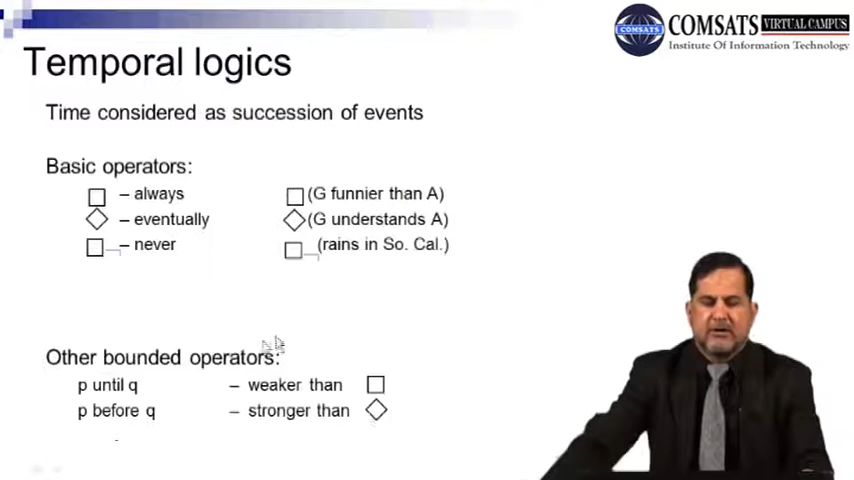 COMSATS VIRTUAL CAMPUS
Institute Of Information Technology
COMSATS
Temporal logics
Time considered as succession of events
Basic operators:
□ – always □ (G funnier than A)
◇ – eventually ◇ (G understands A)
□¬ – never □¬ (rains in So. Cal.)
Other bounded operators:
p until q – weaker than □
p before q – stronger than ◇